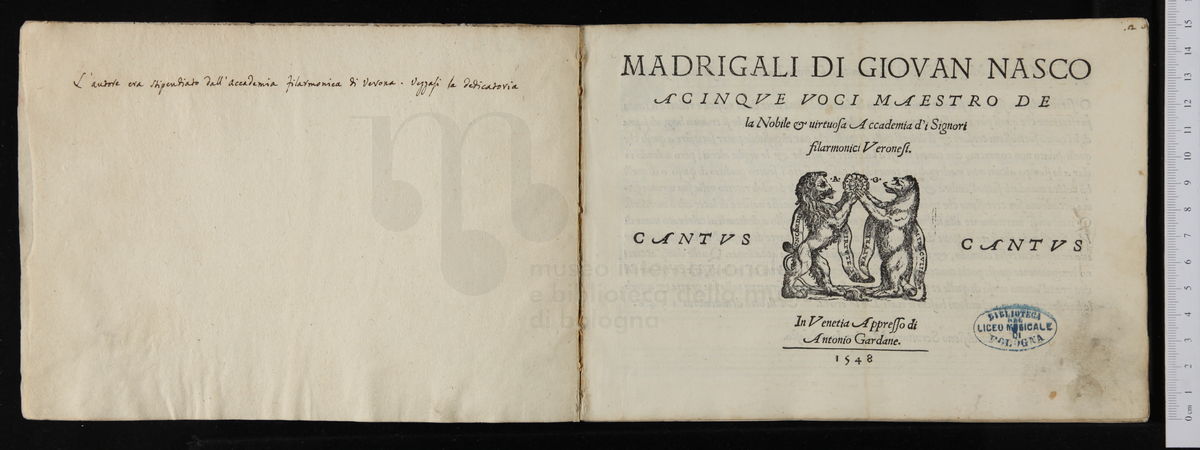 L'autore era stipendiato dall'accademia filarmonica di Verona. Veggasi la dedicatoria
MADRIGALI DI GIOVAN NASCO
A CINQVE VOCI MAESTRO DE
la Nobile & uirtuosa Accademia d'i Signori
filarmonici Veronesi.
·A· ·G·
CANTVS
CANTVS
In Venetia Appresso di
Antonio Gardane.
1548
BIBLIOTECA
DEL
LICEO MUSICALE
DI
BOLOGNA
museo internazionale
e biblioteca della musica
di bologna